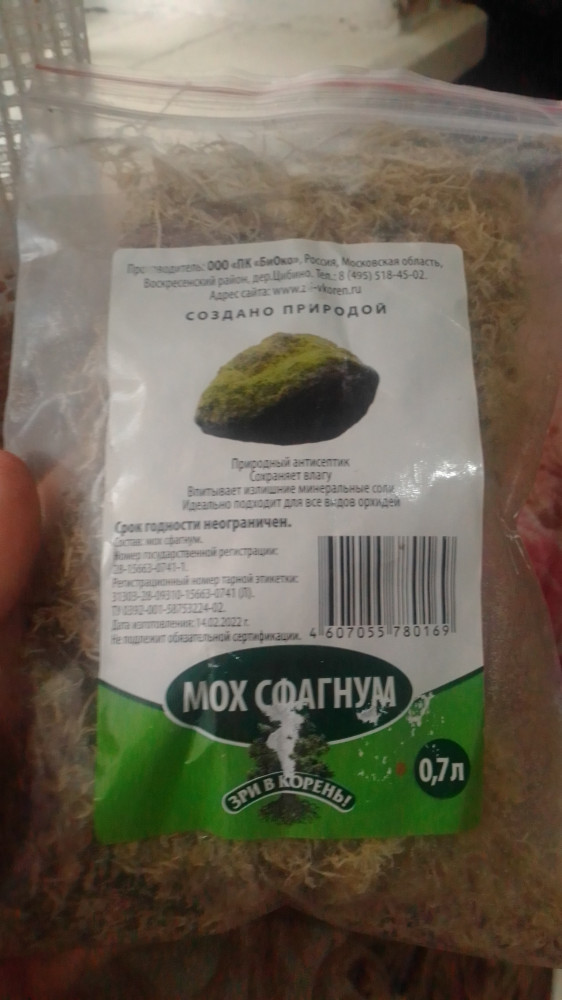 Производитель: ООО «ПК «БиОко», Россия, Московская область,
Воскресенский район, дер.Цибино, Тел.: 8 (495) 518-45-02.
Адрес сайта:
СОЗДАНО ПРИРОДОЙ
Природный антисептик
Сохраняет влагу
Впитывает излишние минеральные соли
Идеально подходит для все видов орхидей
Срок годности неограничен.
Состав: мох сфагнум.
Номер государственной регистрации:
28-15663-0741-1.
Регистрационный номер тарной этикетки:
31303-28-09310-15663-0741 (Л).
ТР 0392-001-58753224-02.
Дата изготовления: 14.02.2022 г.
Не подлежит обязательной сертификации.
4 607055 780169
МОХ СФАГНУМ
0,7л
ЗРИ В КОРЕНЬ!